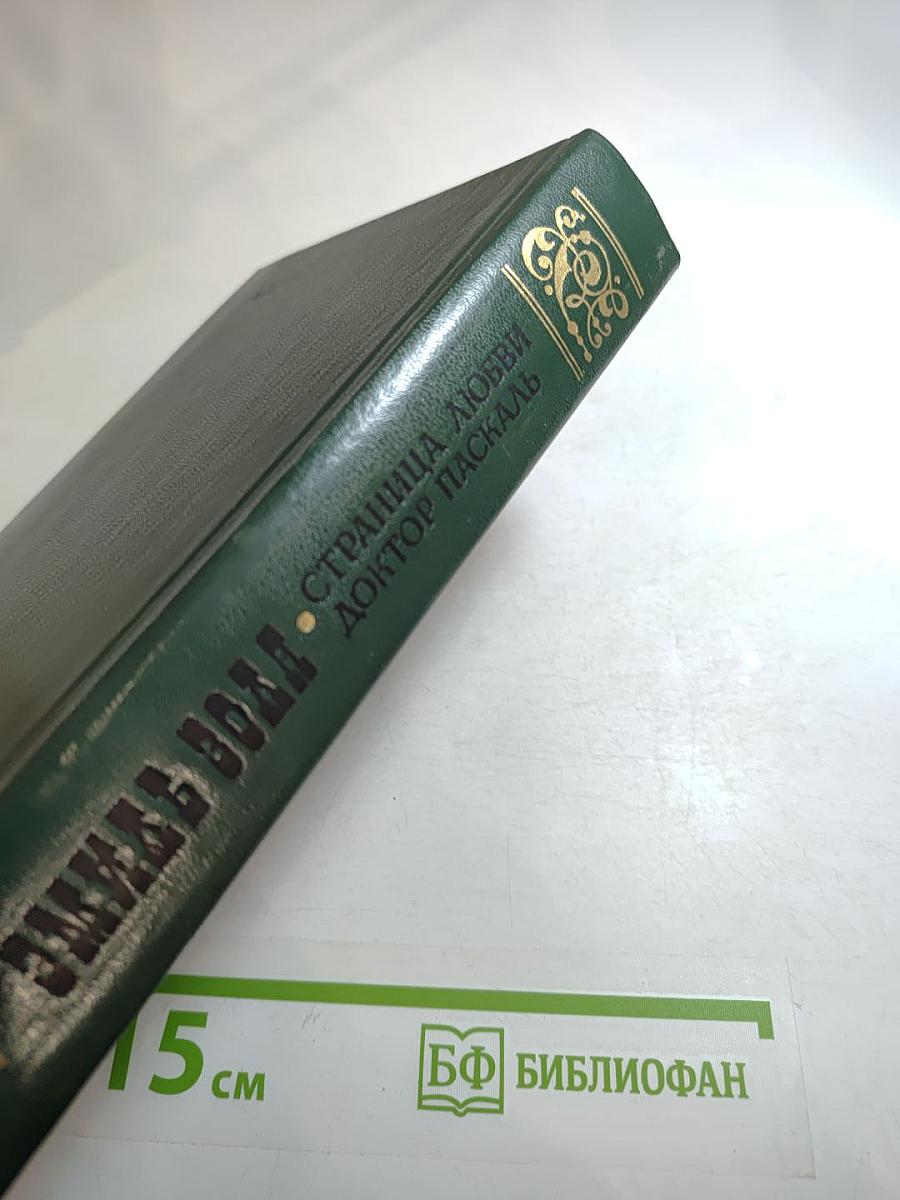 ЭМИЛЬ ЗОЛЯ
СТРАНИЦА ЛЮБВИ
ДОКТОР ПАСКАЛЬ
15 см
БФ БИБЛИОФАН